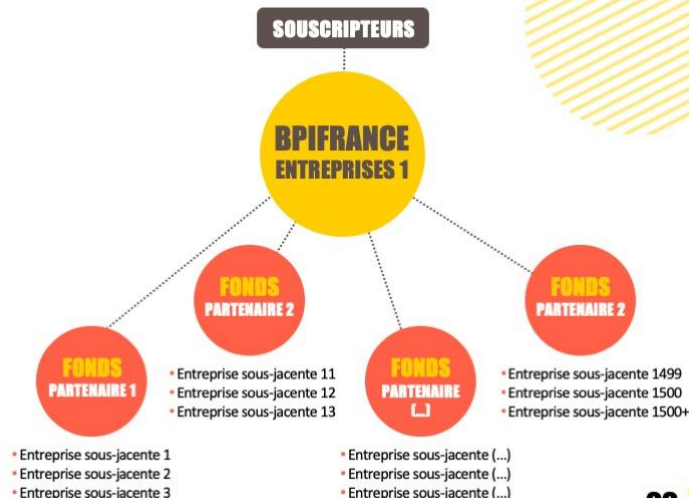 SOUSCRIPTEURS
BPIFRANCE
ENTREPRISES 1
FONDS
PARTENAIRE 1
• Entreprise sous-jacente 1
• Entreprise sous-jacente 2
• Entreprise sous-jacente 3
FONDS
PARTENAIRE 2
• Entreprise sous-jacente 11
• Entreprise sous-jacente 12
• Entreprise sous-jacente 13
FONDS
PARTENAIRE
(...)
• Entreprise sous-jacente (...)
• Entreprise sous-jacente (...)
• Entreprise sous-jacente (...)
FONDS
PARTENAIRE 2
• Entreprise sous-jacente 1499
• Entreprise sous-jacente 1500
• Entreprise sous-jacente 1500+